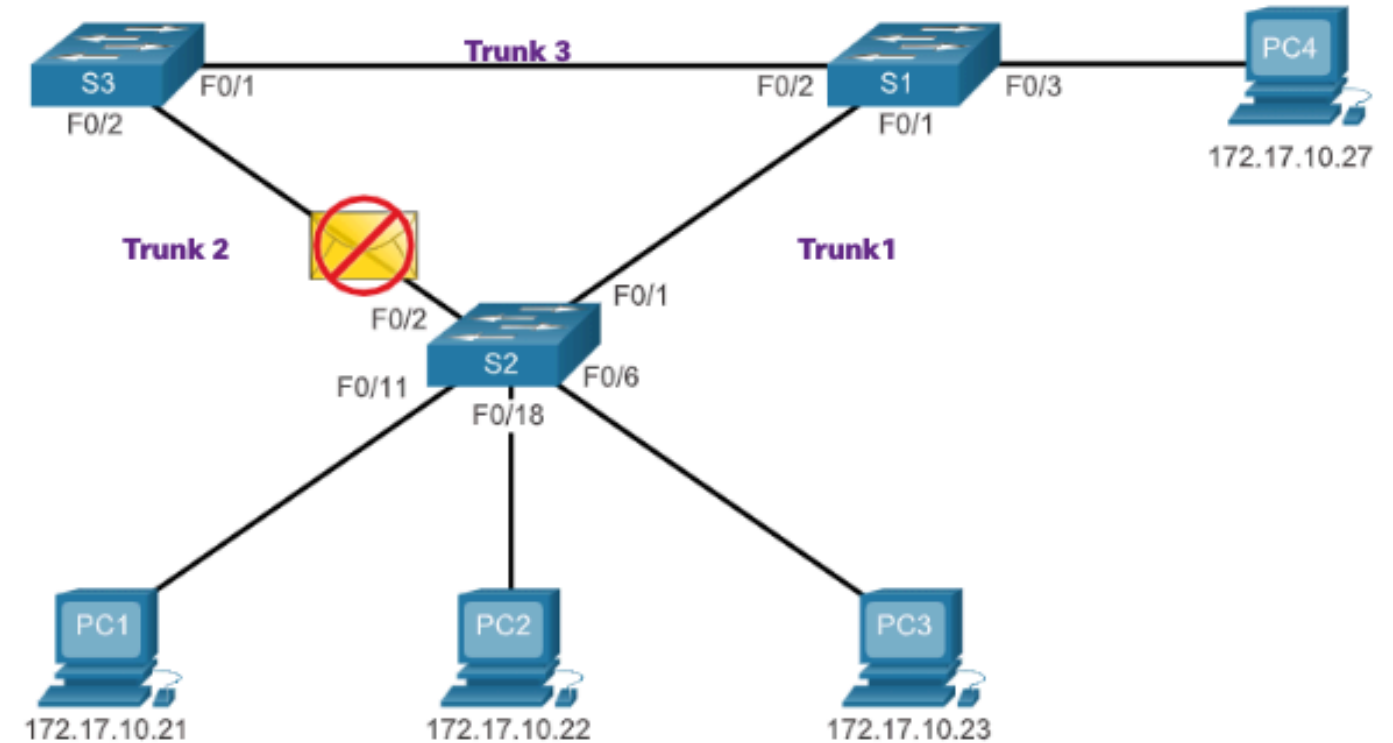 Trunk 3
PC4
S3
F0/1
F0/2
S1
F0/3
F0/2
F0/1
172.17.10.27
Trunk 2
Trunk1
F0/1
F0/2
S2
F0/11
F0/6
F0/18
PC1
PC2
PC3
172.17.10.21
172.17.10.22
172.17.10.23